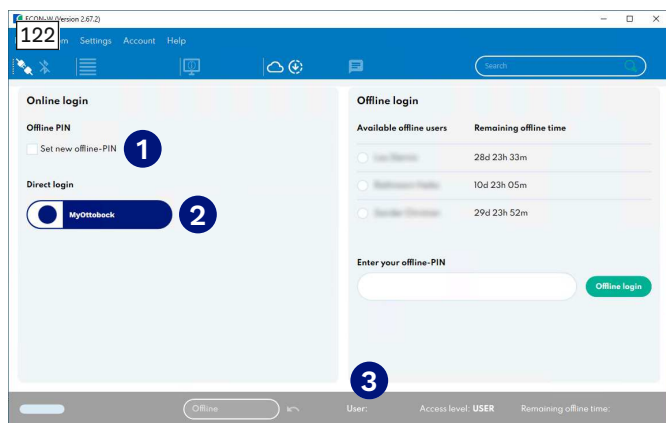 ECON-W (Version 2.67.2)
122
Settings Account Help
Search
Online login
Offline PIN
Set new offline-PIN
1
Direct login
MyOttobock
2
Offline login
Available offline users Remaining offline time
28d 23h 33m
10d 23h 05m
29d 23h 52m
Enter your offline-PIN
Offline login
3
Offline User: Access level: USER Remaining offline time: